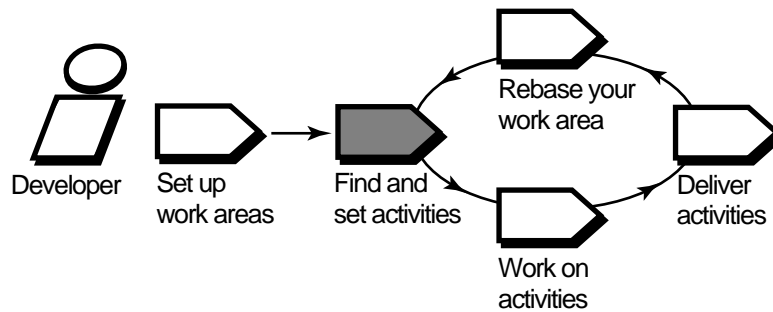 Developer
Set up
work areas
Find and
set activities
Rebase your
work area
Work on
activities
Deliver
activities